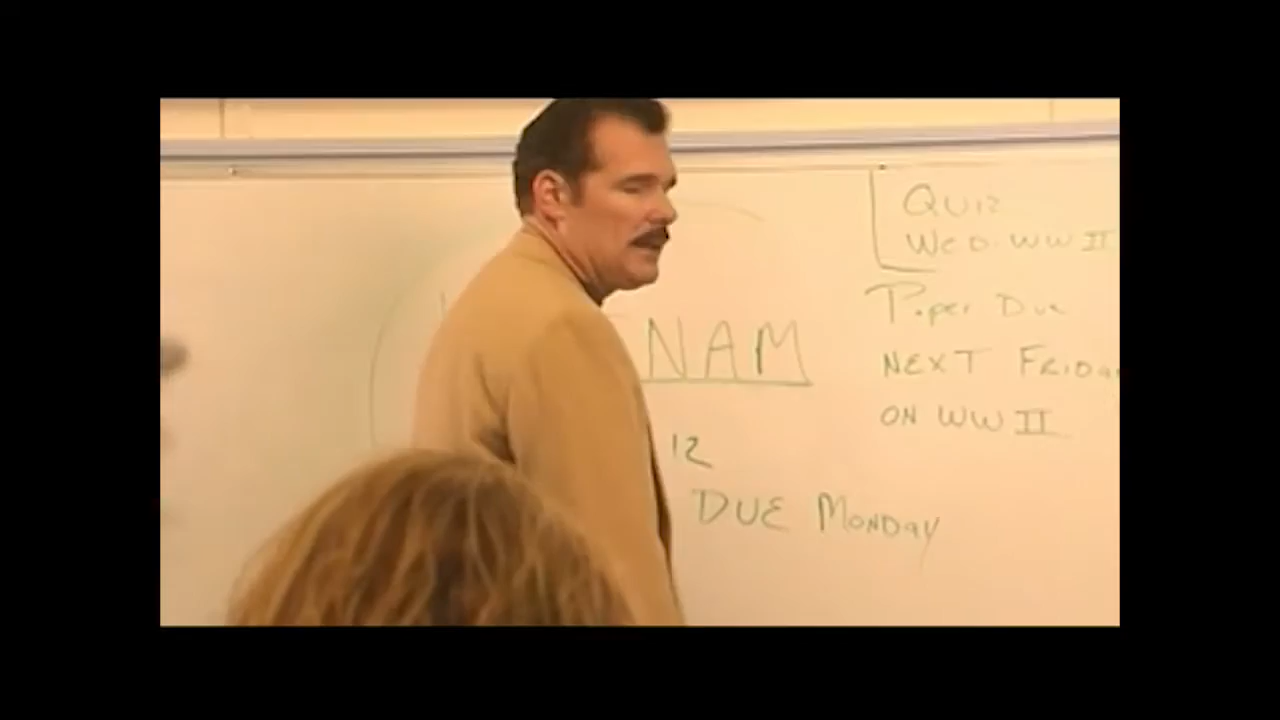 NAM
12
DUE MONDAY
QUIZ
WED. WW II
Paper Due
NEXT FRIDA
ON WW II